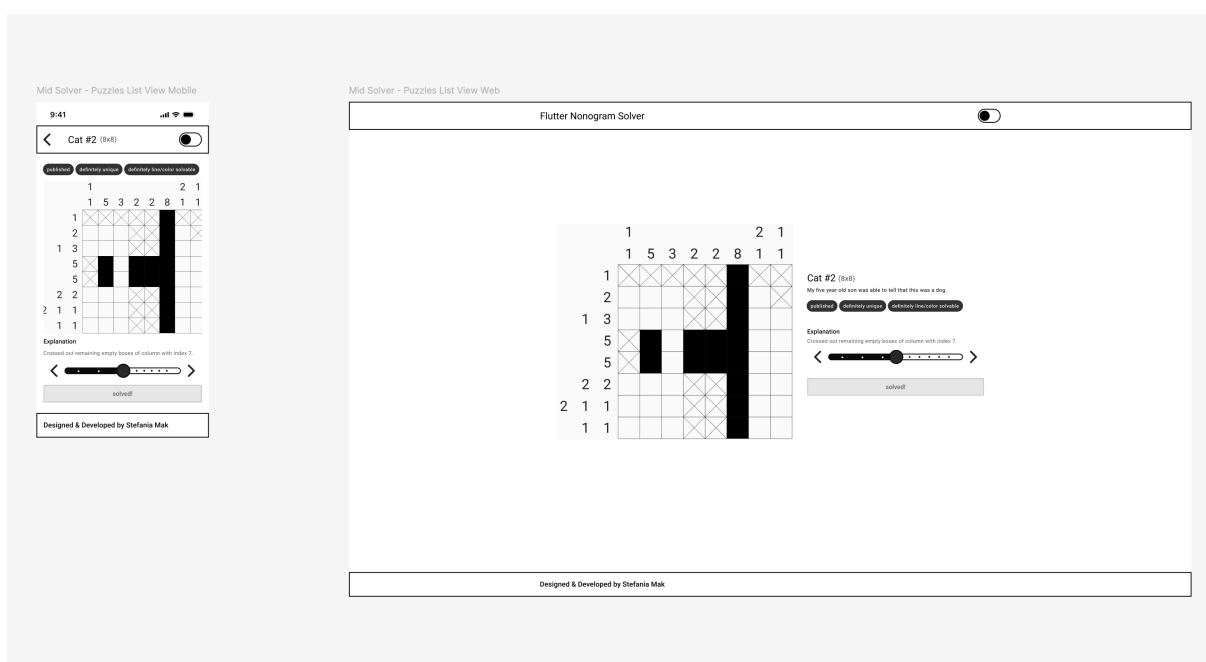 Mid Solver - Puzzles List View Mobile
9:41
Cat #2 (8x8)
published definitely unique definitely line/color solvable
1 2 1
1 5 3 2 2 8 1 1
1
2
1 3
5
5
2 2
2 1 1
1 1
Explanation
Crossed out remaining empty boxes of column with index 7.
solved!
Designed & Developed by Stefania Mak
Mid Solver - Puzzles List View Web
Flutter Nonogram Solver
1 2 1
1 5 3 2 2 8 1 1
1
2
1 3
5
5
2 2
2 1 1
1 1
Cat #2 (8x8)
My five year old son was able to tell that this was a dog.
published definitely unique definitely line/color solvable
Explanation
Crossed out remaining empty boxes of column with index 7.
solved!
Designed & Developed by Stefania Mak